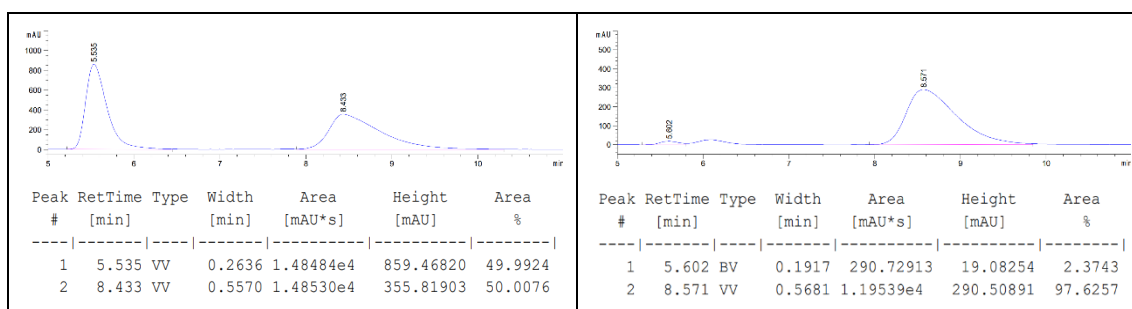 mAU
1000
800
600
400
200
0
5.535
8.433
5 6 7 8 9 10 min
Peak RetTime Type Width Area Height Area
# [min] [min] [mAU*s] [mAU] %
----|-------|----|-------|----------|----------|--------|
1 5.535 VV 0.2636 1.48484e4 859.46820 49.9924
2 8.433 VV 0.5570 1.48530e4 355.81903 50.0076
mAU
500
400
300
200
100
0
5.602
8.571
5 6 7 8 9 10 min
Peak RetTime Type Width Area Height Area
# [min] [min] [mAU*s] [mAU] %
----|-------|----|-------|----------|----------|--------|
1 5.602 BV 0.1917 290.72913 19.08254 2.3743
2 8.571 VV 0.5681 1.19539e4 290.50891 97.6257